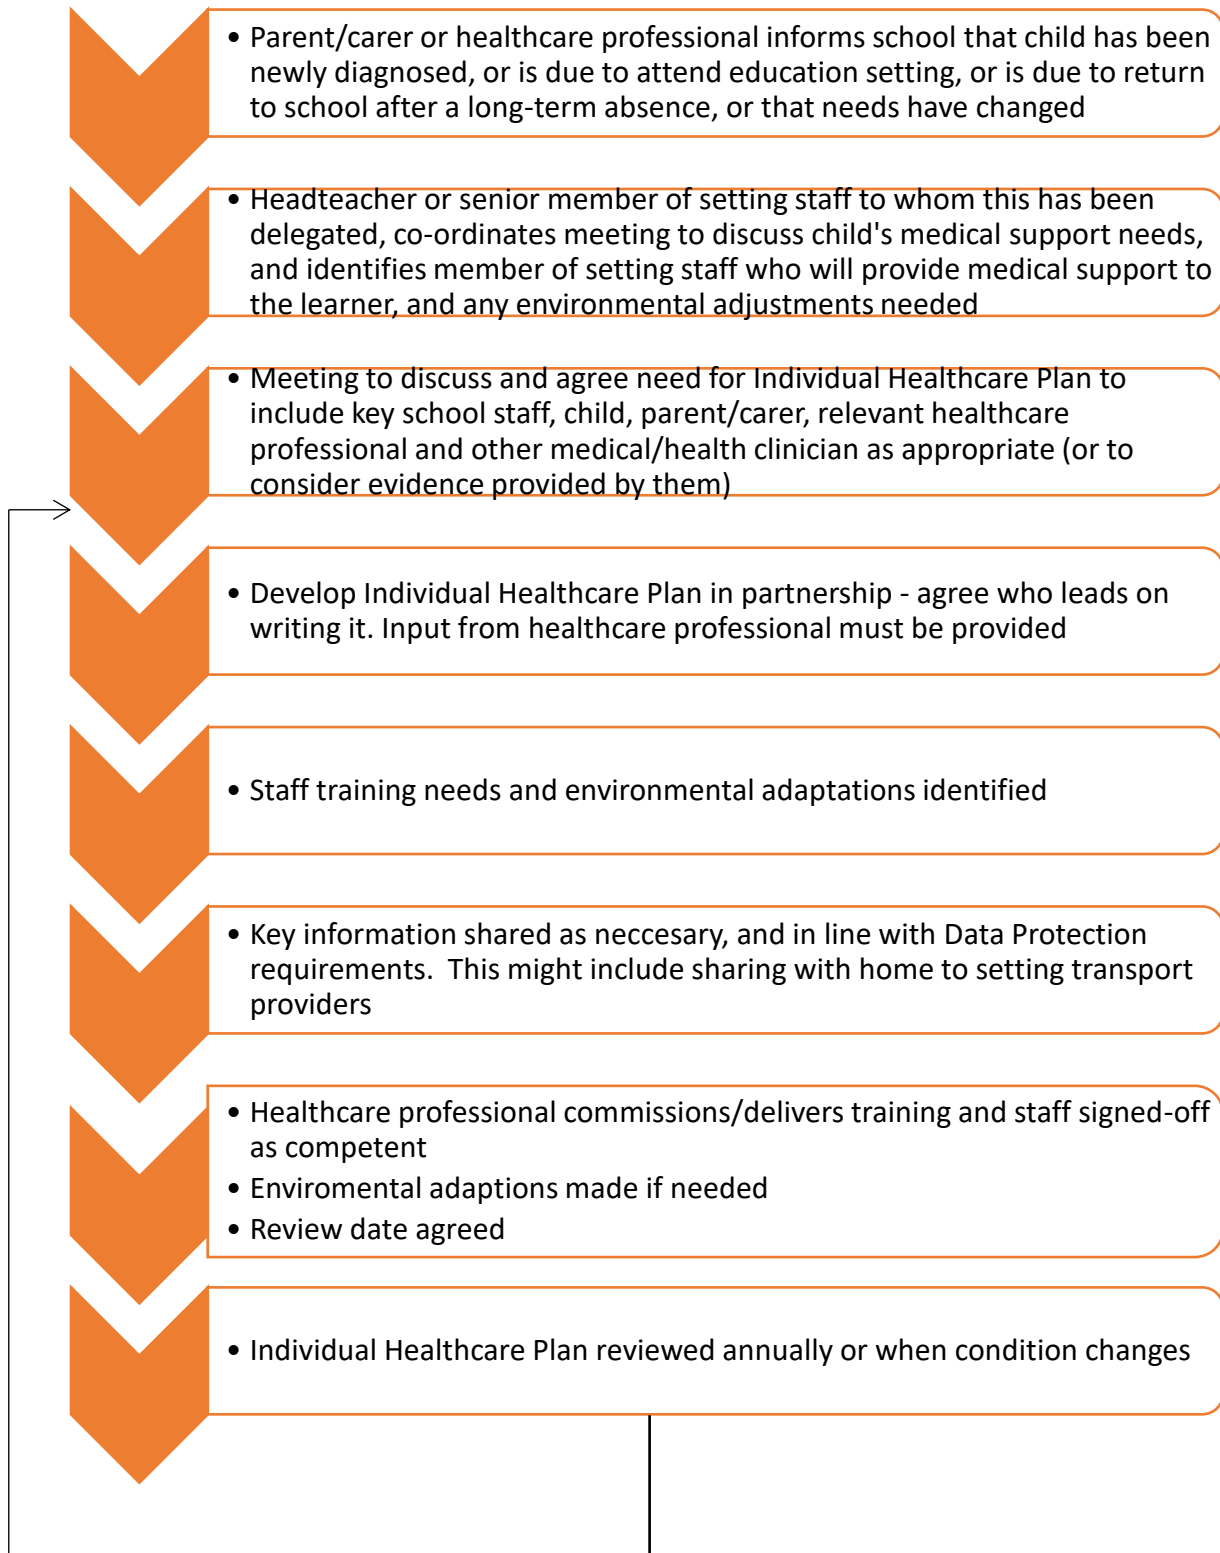 • Parent/carer or healthcare professional informs school that child has been
newly diagnosed, or is due to attend education setting, or is due to return
to school after a long-term absence, or that needs have changed
• Headteacher or senior member of setting staff to whom this has been
delegated, co-ordinates meeting to discuss child's medical support needs,
and identifies member of setting staff who will provide medical support to
the learner, and any environmental adjustments needed
• Meeting to discuss and agree need for Individual Healthcare Plan to
include key school staff, child, parent/carer, relevant healthcare
professional and other medical/health clinician as appropriate (or to
consider evidence provided by them)
• Develop Individual Healthcare Plan in partnership - agree who leads on
writing it. Input from healthcare professional must be provided
• Staff training needs and environmental adaptations identified
• Key information shared as neccesary, and in line with Data Protection
requirements.  This might include sharing with home to setting transport
providers
• Healthcare professional commissions/delivers training and staff signed-off
as competent
• Enviromental adaptions made if needed
• Review date agreed
• Individual Healthcare Plan reviewed annually or when condition changes